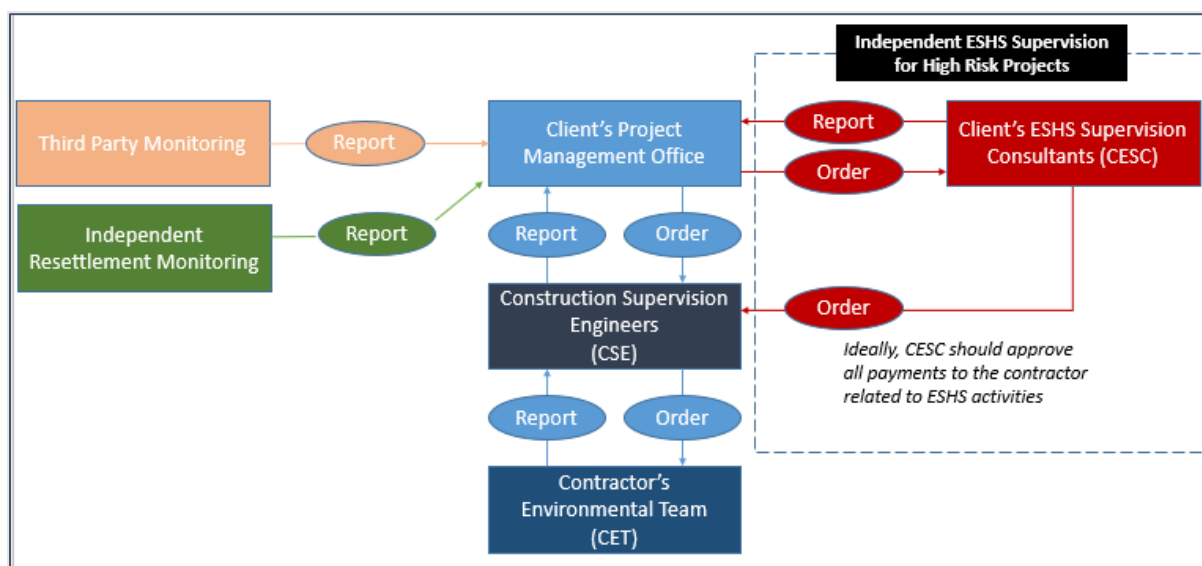 Independent ESHS Supervision
for High Risk Projects
Third Party Monitoring
Report
Client's Project
Management Office
Report
Order
Client's ESHS Supervision
Consultants (CESC)
Independent
Resettlement Monitoring
Report
Report
Order
Construction Supervision
Engineers
(CSE)
Order
Ideally, CESC should approve
all payments to the contractor
related to ESHS activities
Report
Order
Contractor's
Environmental Team
(CET)